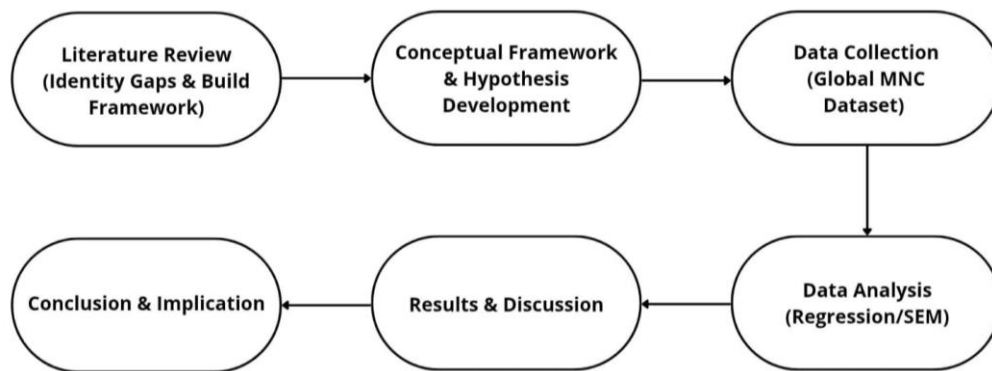 Literature Review
(Identity Gaps & Build
Framework)
Conceptual Framework
& Hypothesis
Development
Data Collection
(Global MNC
Dataset)
Data Analysis
(Regression/SEM)
Results & Discussion
Conclusion & Implication